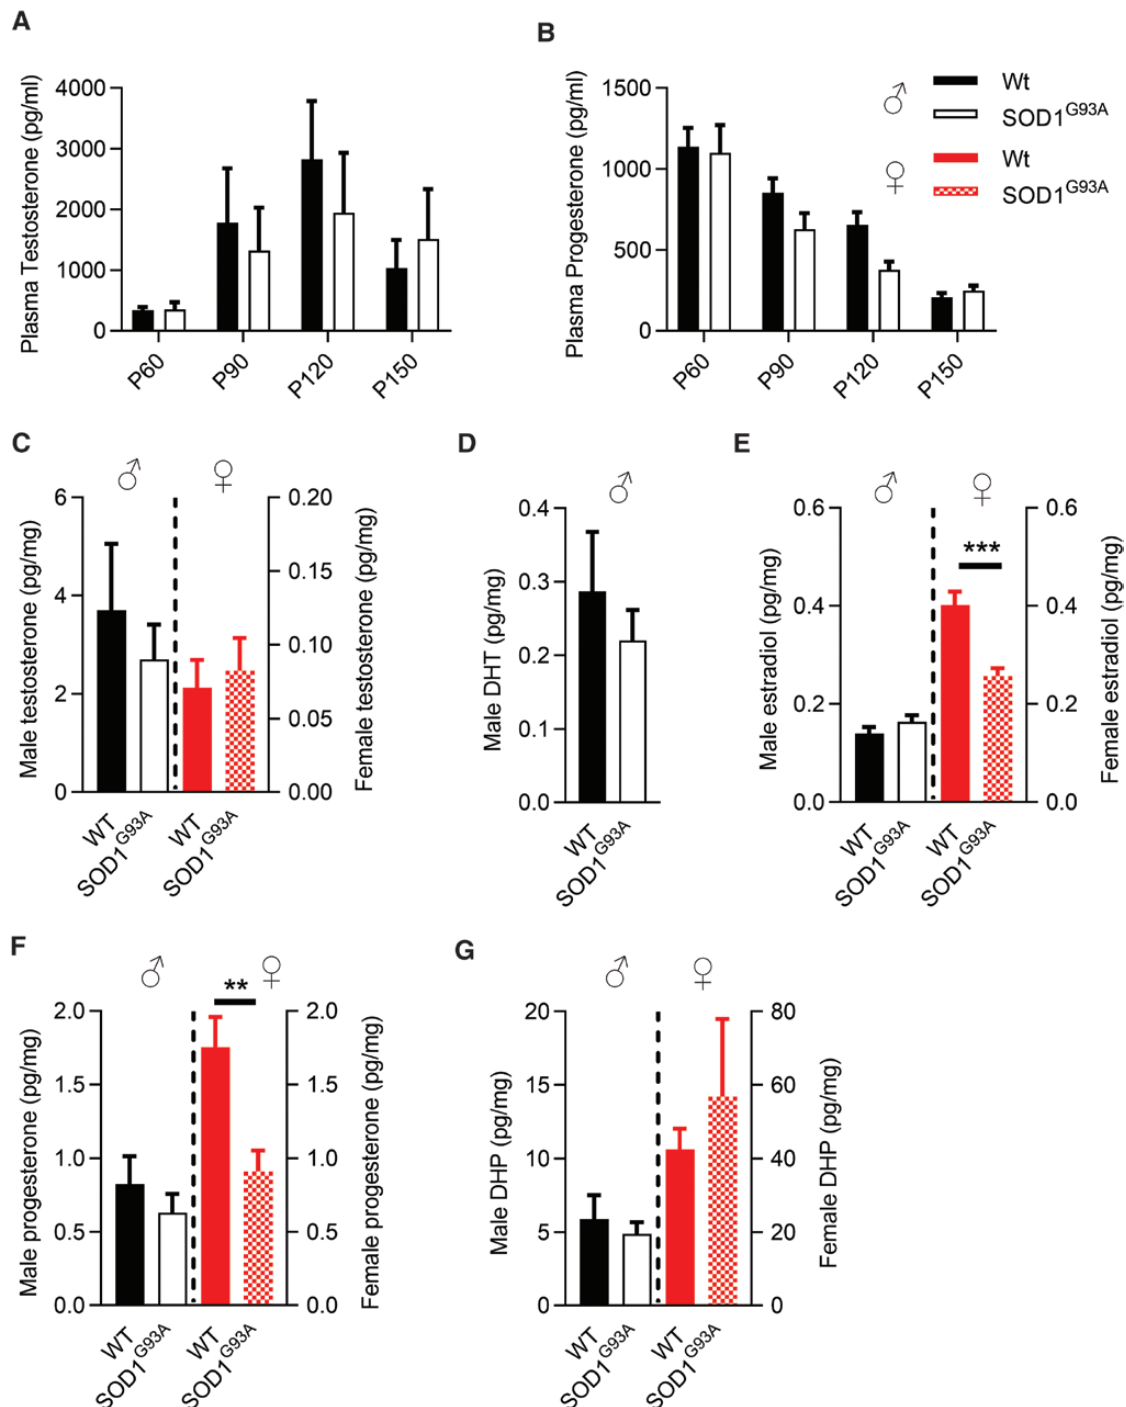 A
Plasma Testosterone (pg/ml)
4000
3000
2000
1000
0
P60
P90
P120
P150
B
Plasma Progesterone (pg/ml)
1500
1000
500
0
P60
P90
P120
P150
♂
Wt
SOD1G93A
♀
Wt
SOD1G93A
C
♂ ♀
Male testosterone (pg/mg)
6
4
2
0
0.20
0.15
0.10
0.05
0.00
Female testosterone (pg/mg)
WT
SOD1G93A
WT
SOD1G93A
D
♂
Male DHT (pg/mg)
0.4
0.3
0.2
0.1
0.0
WT
SOD1G93A
E
♂ ♀
Male estradiol (pg/mg)
0.6
0.4
0.2
0.0
***
0.6
0.4
0.2
0.0
Female estradiol (pg/mg)
WT
SOD1G93A
WT
SOD1G93A
F
♂ ♀
**
Male progesterone (pg/mg)
2.0
1.5
1.0
0.5
0.0
2.0
1.5
1.0
0.5
0.0
Female progesterone (pg/mg)
WT
SOD1G93A
WT
SOD1G93A
G
♂ ♀
Male DHP (pg/mg)
20
15
10
5
0
80
60
40
20
0
Female DHP (pg/mg)
WT
SOD1G93A
WT
SOD1G93A